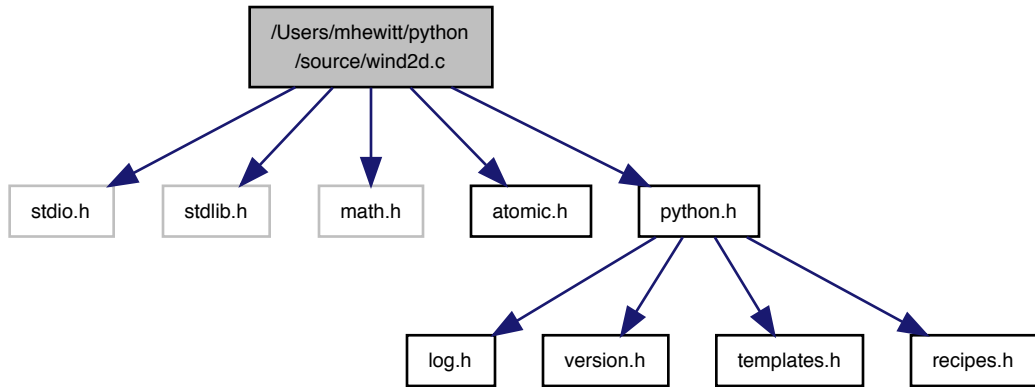 /Users/mhewitt/python
/source/wind2d.c
stdio.h
stdlib.h
math.h
atomic.h
python.h
log.h
version.h
templates.h
recipes.h